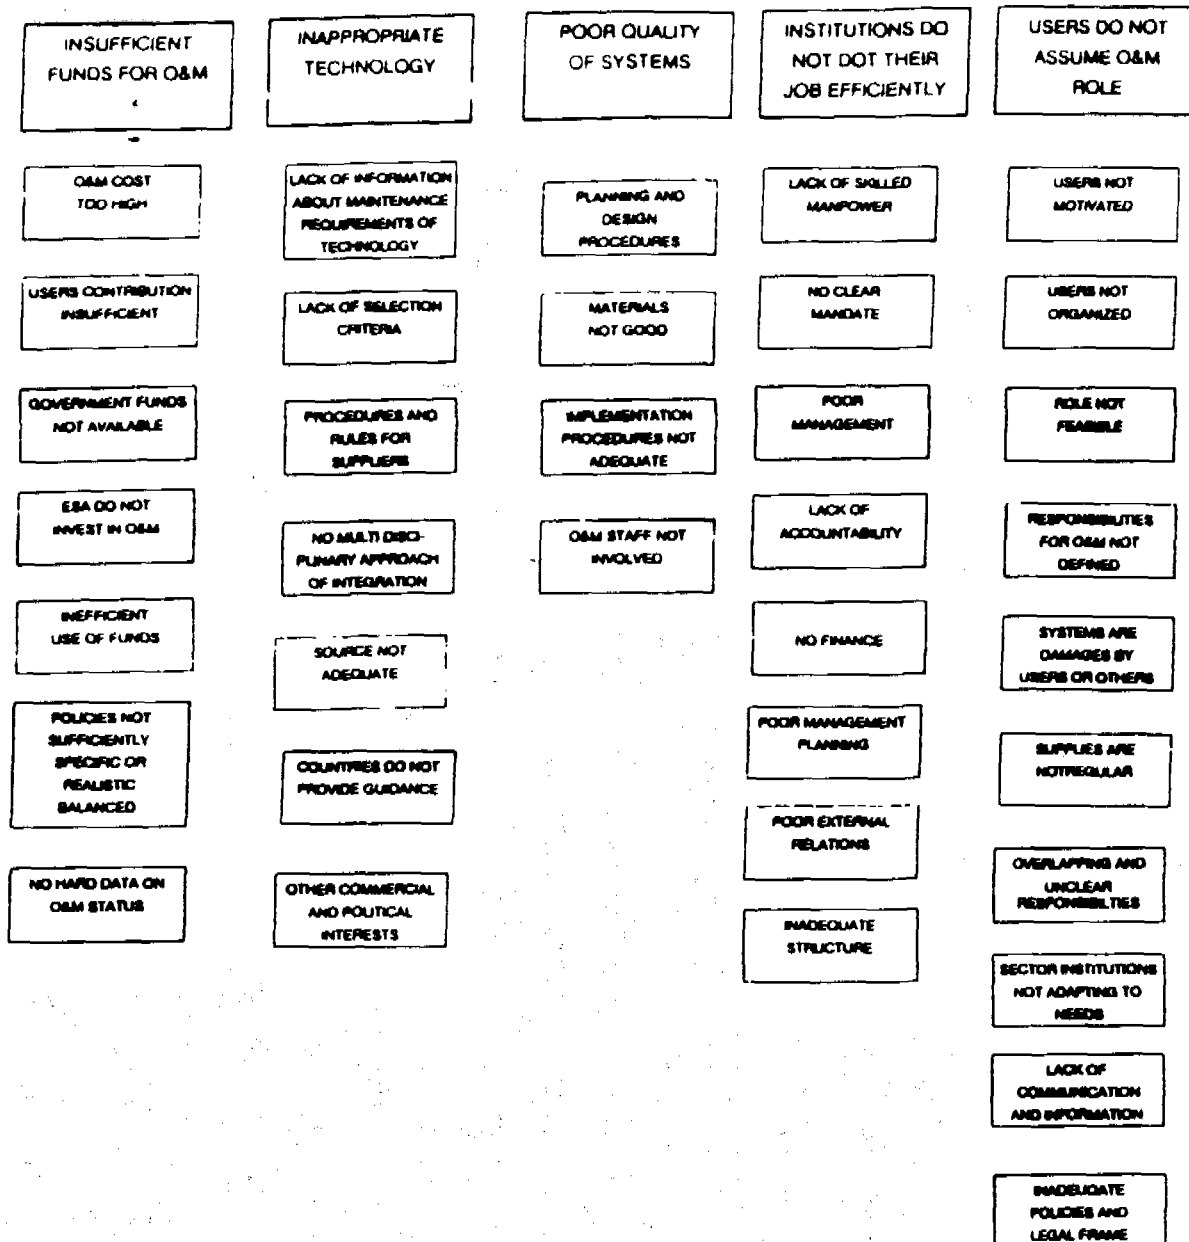 INSUFFICIENT
FUNDS FOR O&M
O&M COST
TOO HIGH
USERS CONTRIBUTION
INSUFFICIENT
GOVERNMENT FUNDS
NOT AVAILABLE
ESA DO NOT
INVEST IN O&M
INEFFICIENT
USE OF FUNDS
POLICIES NOT
SUFFICIENTLY
SPECIFIC OR
REALISTIC
BALANCED
NO HARD DATA ON
O&M STATUS
INAPPROPRIATE
TECHNOLOGY
LACK OF INFORMATION
ABOUT MAINTENANCE
REQUIREMENTS OF
TECHNOLOGY
LACK OF SELECTION
CRITERIA
PROCEDURES AND
RULES FOR
SUPPLIERS
NO MULTI DISCI-
PLINARY APPROACH
OF INTEGRATION
SOURCE NOT
ADEQUATE
COUNTRIES DO NOT
PROVIDE GUIDANCE
OTHER COMMERCIAL
AND POLITICAL
INTERESTS
POOR QUALITY
OF SYSTEMS
PLANNING AND
DESIGN
PROCEDURES
MATERIALS
NOT GOOD
IMPLEMENTATION
PROCEDURES NOT
ADEQUATE
O&M STAFF NOT
INVOLVED
INSTITUTIONS DO
NOT DOT THEIR
JOB EFFICIENTLY
LACK OF SKILLED
MANPOWER
NO CLEAR
MANDATE
POOR
MANAGEMENT
LACK OF
ACCOUNTABILITY
NO FINANCE
POOR MANAGEMENT
PLANNING
POOR EXTERNAL
RELATIONS
INADEQUATE
STRUCTURE
USERS DO NOT
ASSUME O&M
ROLE
USERS NOT
MOTIVATED
USERS NOT
ORGANIZED
ROLE NOT
FEASIBLE
RESPONSIBILITIES
FOR O&M NOT
DEFINED
SYSTEMS ARE
DAMAGES BY
USERS OR OTHERS
SUPPLIES ARE
NOTREGULAR
OVERLAPPING AND
UNCLEAR
RESPONSIBILTIES
SECTOR INSTITUTIONS
NOT ADAPTING TO
NEEDS
LACK OF
COMMUNICATION
AND INFORMATION
INADEUQATE
POLICIES AND
LEGAL FRAME